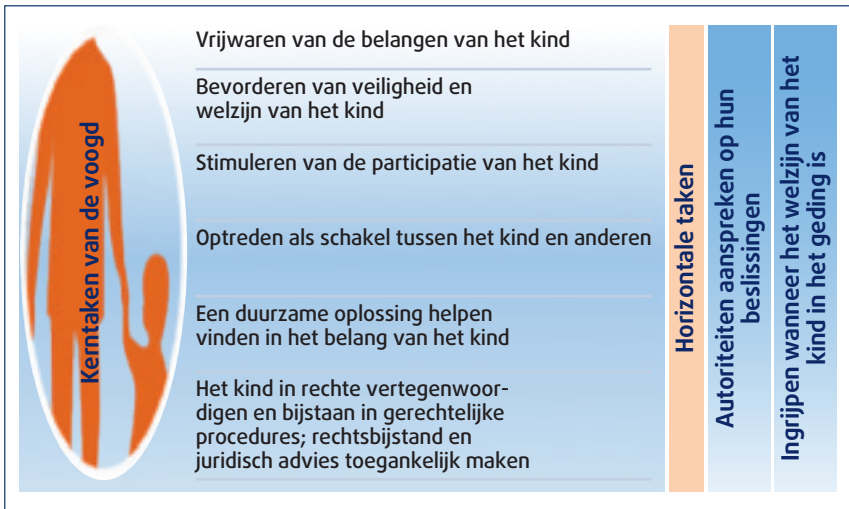 Kerntaken van de voogd
Vrijwaren van de belangen van het kind
Bevorderen van veiligheid en
welzijn van het kind
Stimuleren van de participatie van het kind
Optreden als schakel tussen het kind en anderen
Een duurzame oplossing helpen
vinden in het belang van het kind
Het kind in rechte vertegenwoor-
digen en bijstaan in gerechtelijke
procedures; rechtsbijstand en
juridisch advies toegankelijk maken
Horizontale taken
Autoriteiten aanspreken op hun
beslissingen
Ingrijpen wanneer het welzijn van het
kind in het geding is